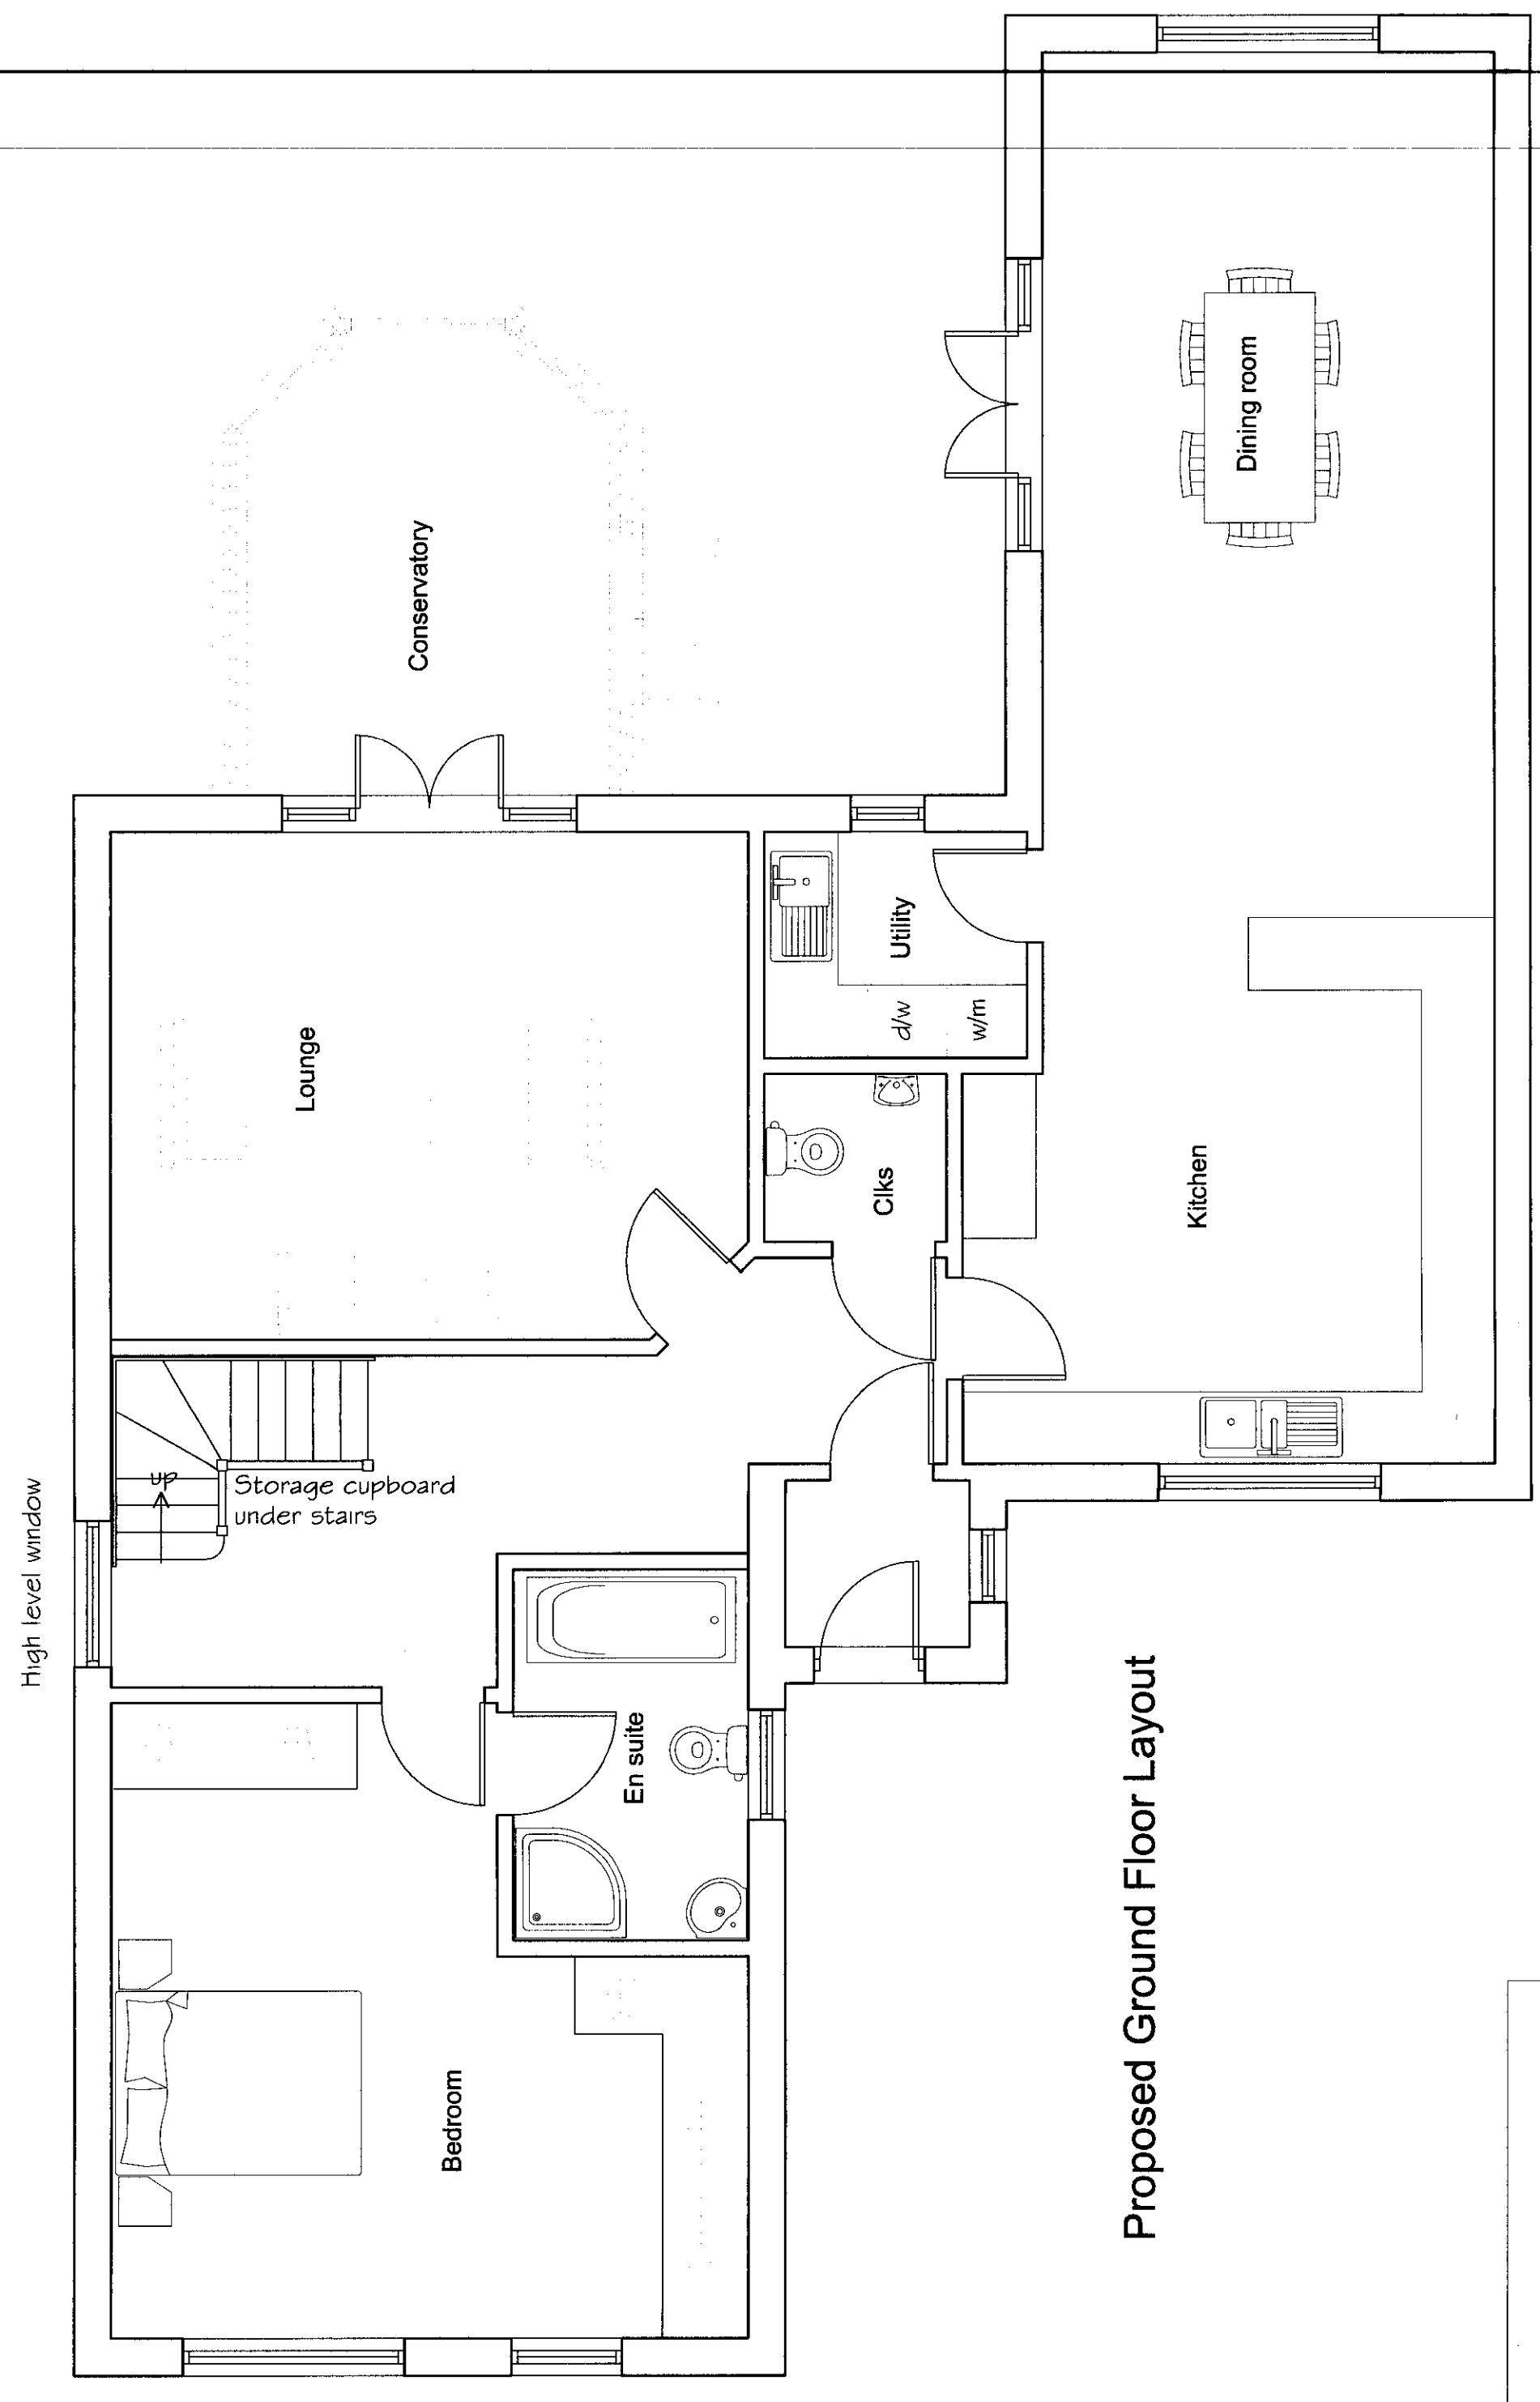 High level window
up
Storage cupboard
under stairs
Conservatory
Lounge
Dining room
Utility
d/w
w/m
Clks
Kitchen
En suite
Bedroom
Proposed Ground Floor Layout